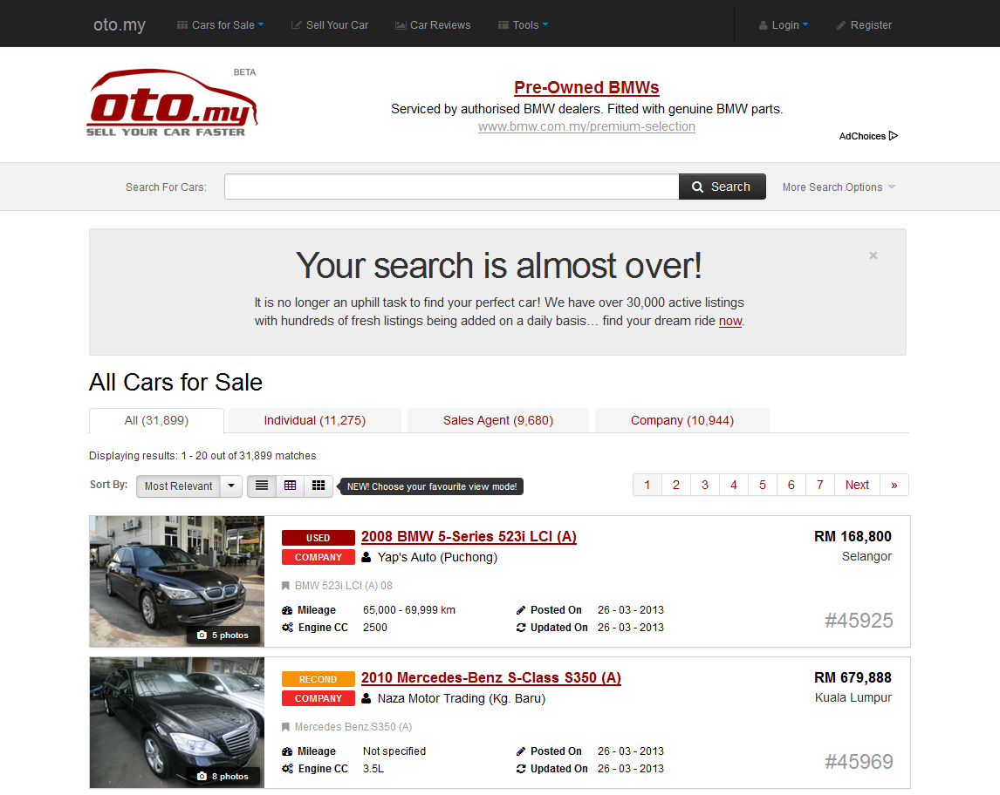 oto.my Cars for Sale Sell Your Car Car Reviews Tools Login Register
BETA
oto.my
SELL YOUR CAR FASTER
Pre-Owned BMWs
Serviced by authorised BMW dealers. Fitted with genuine BMW parts.
www.bmw.com.my/premium-selection
AdChoices
Search For Cars: Search More Search Options
Your search is almost over!
×
It is no longer an uphill task to find your perfect car! We have over 30,000 active listings
with hundreds of fresh listings being added on a daily basis… find your dream ride now.
All Cars for Sale
All (31,899) Individual (11,275) Sales Agent (9,680) Company (10,944)
Displaying results: 1 - 20 out of 31,899 matches
Sort By: Most Relevant NEW! Choose your favourite view mode! 1 2 3 4 5 6 7 Next »
USED 2008 BMW 5-Series 523i LCI (A) RM 168,800
COMPANY Yap's Auto (Puchong) Selangor
BMW 523i LCI (A) 08
Mileage 65,000 - 69,999 km Posted On 26 - 03 - 2013
Engine CC 2500 Updated On 26 - 03 - 2013
#45925
5 photos
RECOND 2010 Mercedes-Benz S-Class S350 (A) RM 679,888
COMPANY Naza Motor Trading (Kg. Baru) Kuala Lumpur
Mercedes Benz S350 (A)
Mileage Not specified Posted On 26 - 03 - 2013
Engine CC 3.5L Updated On 26 - 03 - 2013
#45969
8 photos